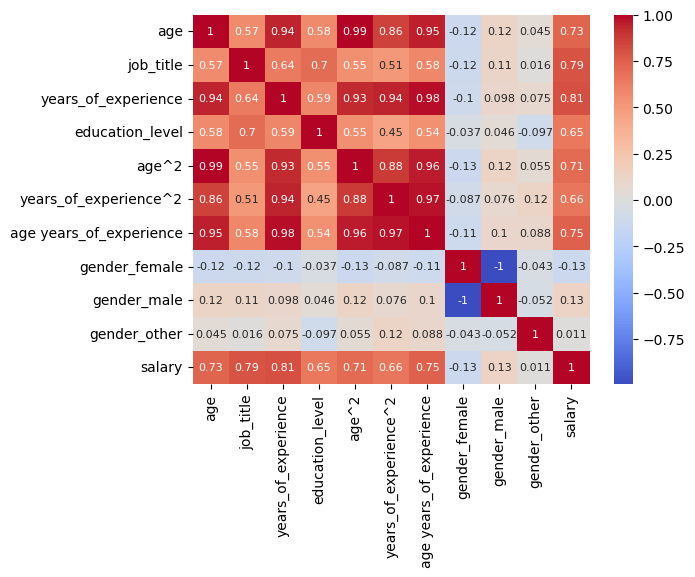 age 1 0.57 0.94 0.58 0.99 0.86 0.95 -0.12 0.12 0.045 0.73
job_title 0.57 1 0.64 0.7 0.55 0.51 0.58 -0.12 0.11 0.016 0.79
years_of_experience 0.94 0.64 1 0.59 0.93 0.94 0.98 -0.1 0.098 0.075 0.81
education_level 0.58 0.7 0.59 1 0.55 0.45 0.54 -0.037 0.046 -0.097 0.65
age^2 0.99 0.55 0.93 0.55 1 0.88 0.96 -0.13 0.12 0.055 0.71
years_of_experience^2 0.86 0.51 0.94 0.45 0.88 1 0.97 -0.087 0.076 0.12 0.66
age years_of_experience 0.95 0.58 0.98 0.54 0.96 0.97 1 -0.11 0.1 0.088 0.75
gender_female -0.12 -0.12 -0.1 -0.037 -0.13 -0.087 -0.11 1 -1 -0.043 -0.13
gender_male 0.12 0.11 0.098 0.046 0.12 0.076 0.1 -1 1 -0.052 0.13
gender_other 0.045 0.016 0.075 -0.097 0.055 0.12 0.088 -0.043 -0.052 1 0.011
salary 0.73 0.79 0.81 0.65 0.71 0.66 0.75 -0.13 0.13 0.011 1
age
job_title
years_of_experience
education_level
age^2
years_of_experience^2
age years_of_experience
gender_female
gender_male
gender_other
salary
1.00
0.75
0.50
0.25
0.00
−0.25
−0.50
−0.75